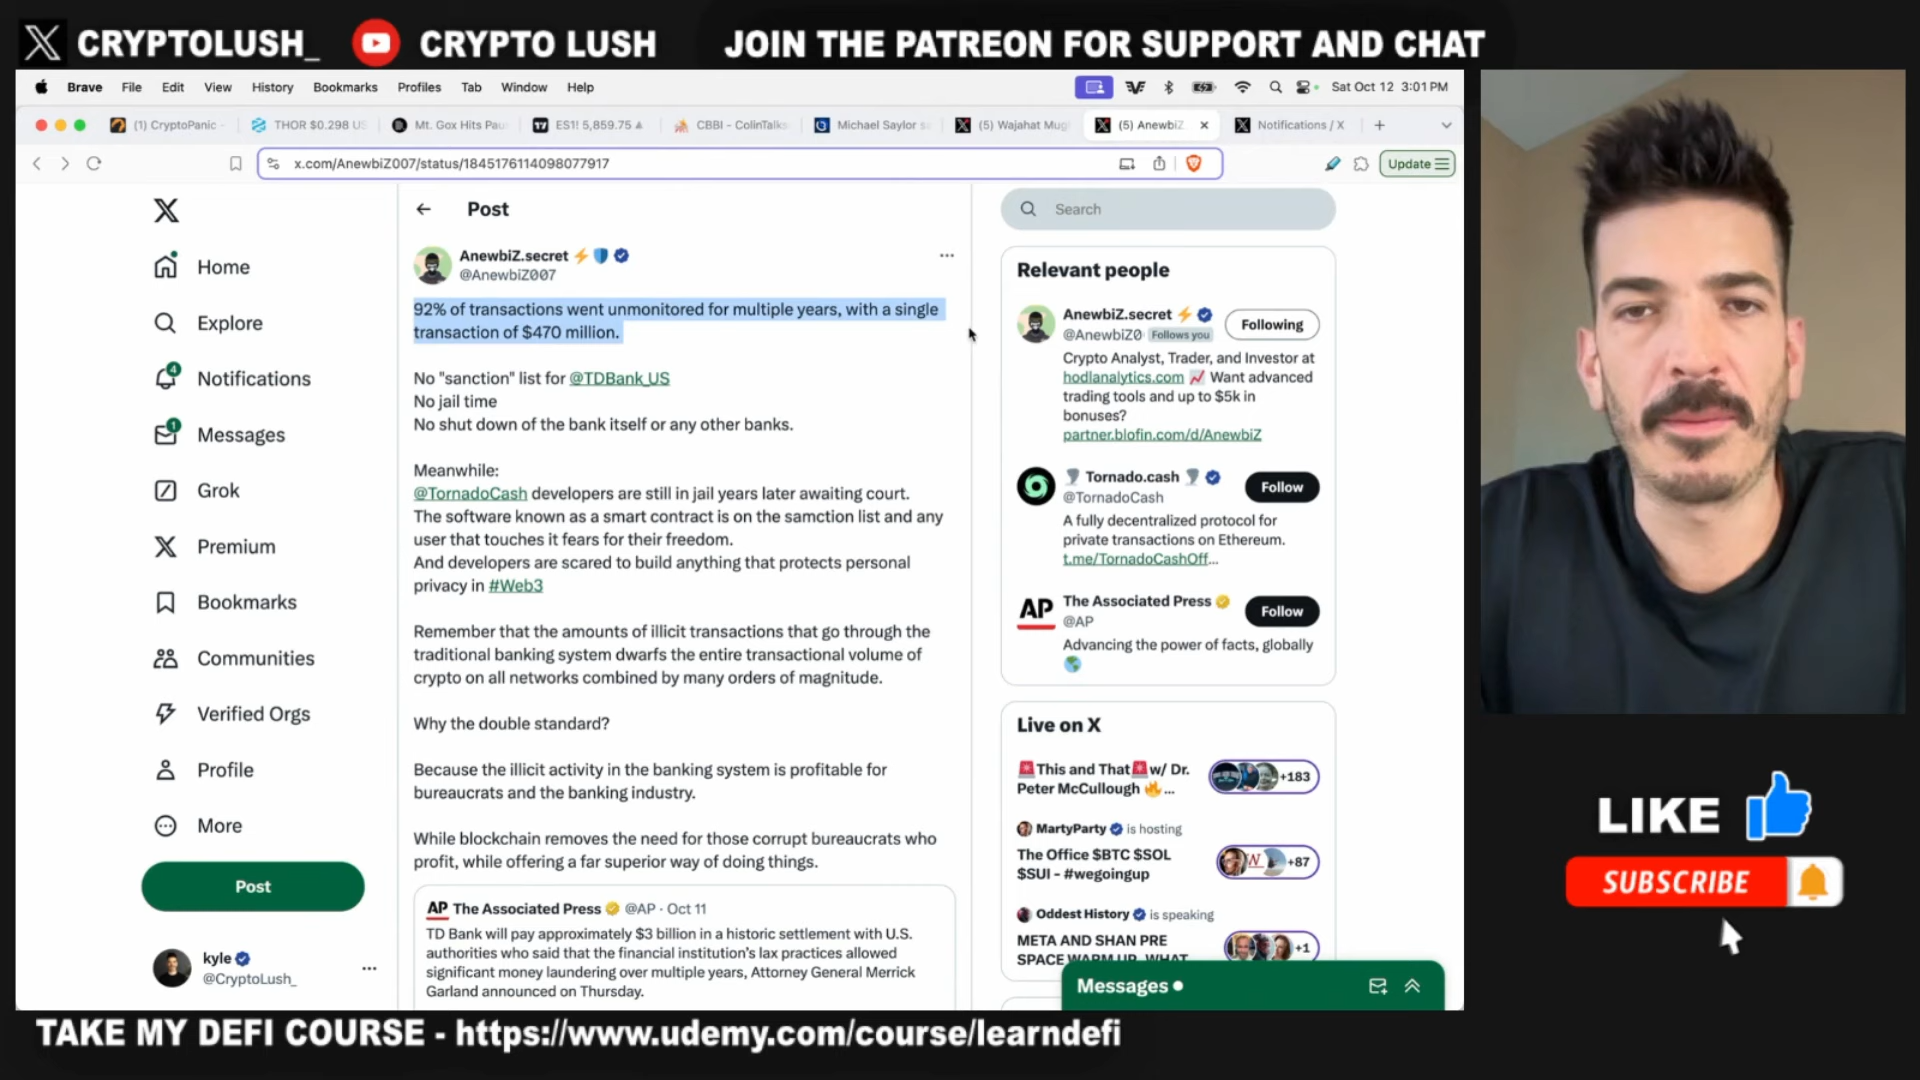 CRYPTOLUSH_ CRYPTO LUSH JOIN THE PATREON FOR SUPPORT AND CHAT
Brave File Edit View History Bookmarks Profiles Tab Window Help Sat Oct 12 3:01 PM
(1) CryptoPanic - THOR $0.298 US Mt. Gox Hits Pau ES1! 5,859.75 ▲ CBBI - ColinTalks Michael Saylor s (5) Wajahat Mug (5) AnewbiZ. Notifications / X
x.com/AnewbiZ007/status/1845176114098077917 Update
Home
Explore
4
Notifications
1
Messages
Grok
Premium
Bookmarks
Communities
Verified Orgs
Profile
More
Post
kyle
@CryptoLush_
Post
AnewbiZ.secret ⚡
@AnewbiZ007
92% of transactions went unmonitored for multiple years, with a single
transaction of $470 million.
No "sanction" list for @TDBank_US
No jail time
No shut down of the bank itself or any other banks.
Meanwhile:
@TornadoCash developers are still in jail years later awaiting court.
The software known as a smart contract is on the samction list and any
user that touches it fears for their freedom.
And developers are scared to build anything that protects personal
privacy in #Web3
Remember that the amounts of illicit transactions that go through the
traditional banking system dwarfs the entire transactional volume of
crypto on all networks combined by many orders of magnitude.
Why the double standard?
Because the illicit activity in the banking system is profitable for
bureaucrats and the banking industry.
While blockchain removes the need for those corrupt bureaucrats who
profit, while offering a far superior way of doing things.
AP The Associated Press @AP · Oct 11
TD Bank will pay approximately $3 billion in a historic settlement with U.S.
authorities who said that the financial institution's lax practices allowed
significant money laundering over multiple years, Attorney General Merrick
Garland announced on Thursday.
Search
Relevant people
AnewbiZ.secret ⚡
@AnewbiZ0 Follows you
Following
Crypto Analyst, Trader, and Investor at
hodlanalytics.com 📈 Want advanced
trading tools and up to $5k in
bonuses?
partner.blofin.com/d/AnewbiZ
Tornado.cash
@TornadoCash
Follow
A fully decentralized protocol for
private transactions on Ethereum.
t.me/TornadoCashOff...
AP
The Associated Press
@AP
Follow
Advancing the power of facts, globally
🌎
Live on X
🚨This and That🚨w/ Dr.
Peter McCullough 🔥...
+183
MartyParty is hosting
The Office $BTC $SOL
$SUI - #wegoingup
+87
Oddest History is speaking
META AND SHAN PRE
SPACE WARM UP, WHAT
+1
Messages
LIKE
SUBSCRIBE
TAKE MY DEFI COURSE - https://www.udemy.com/course/learndefi